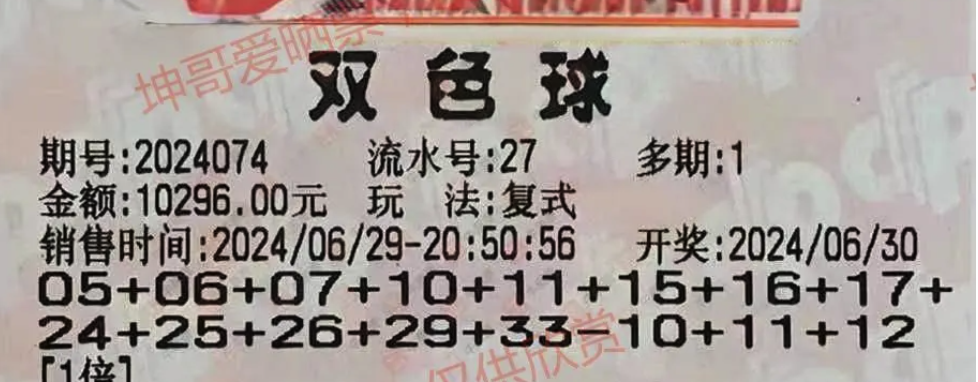 坤哥爱晒票
双色球
期号:2024074 流水号:27 多期:1
金额:10296.00元 玩 法:复式
销售时间:2024/06/29-20:50:56 开奖:2024/06/30
05+06+07+10+11+15+16+17+
24+25+26+29+33-10+11+12
[1倍]
仅供欣赏